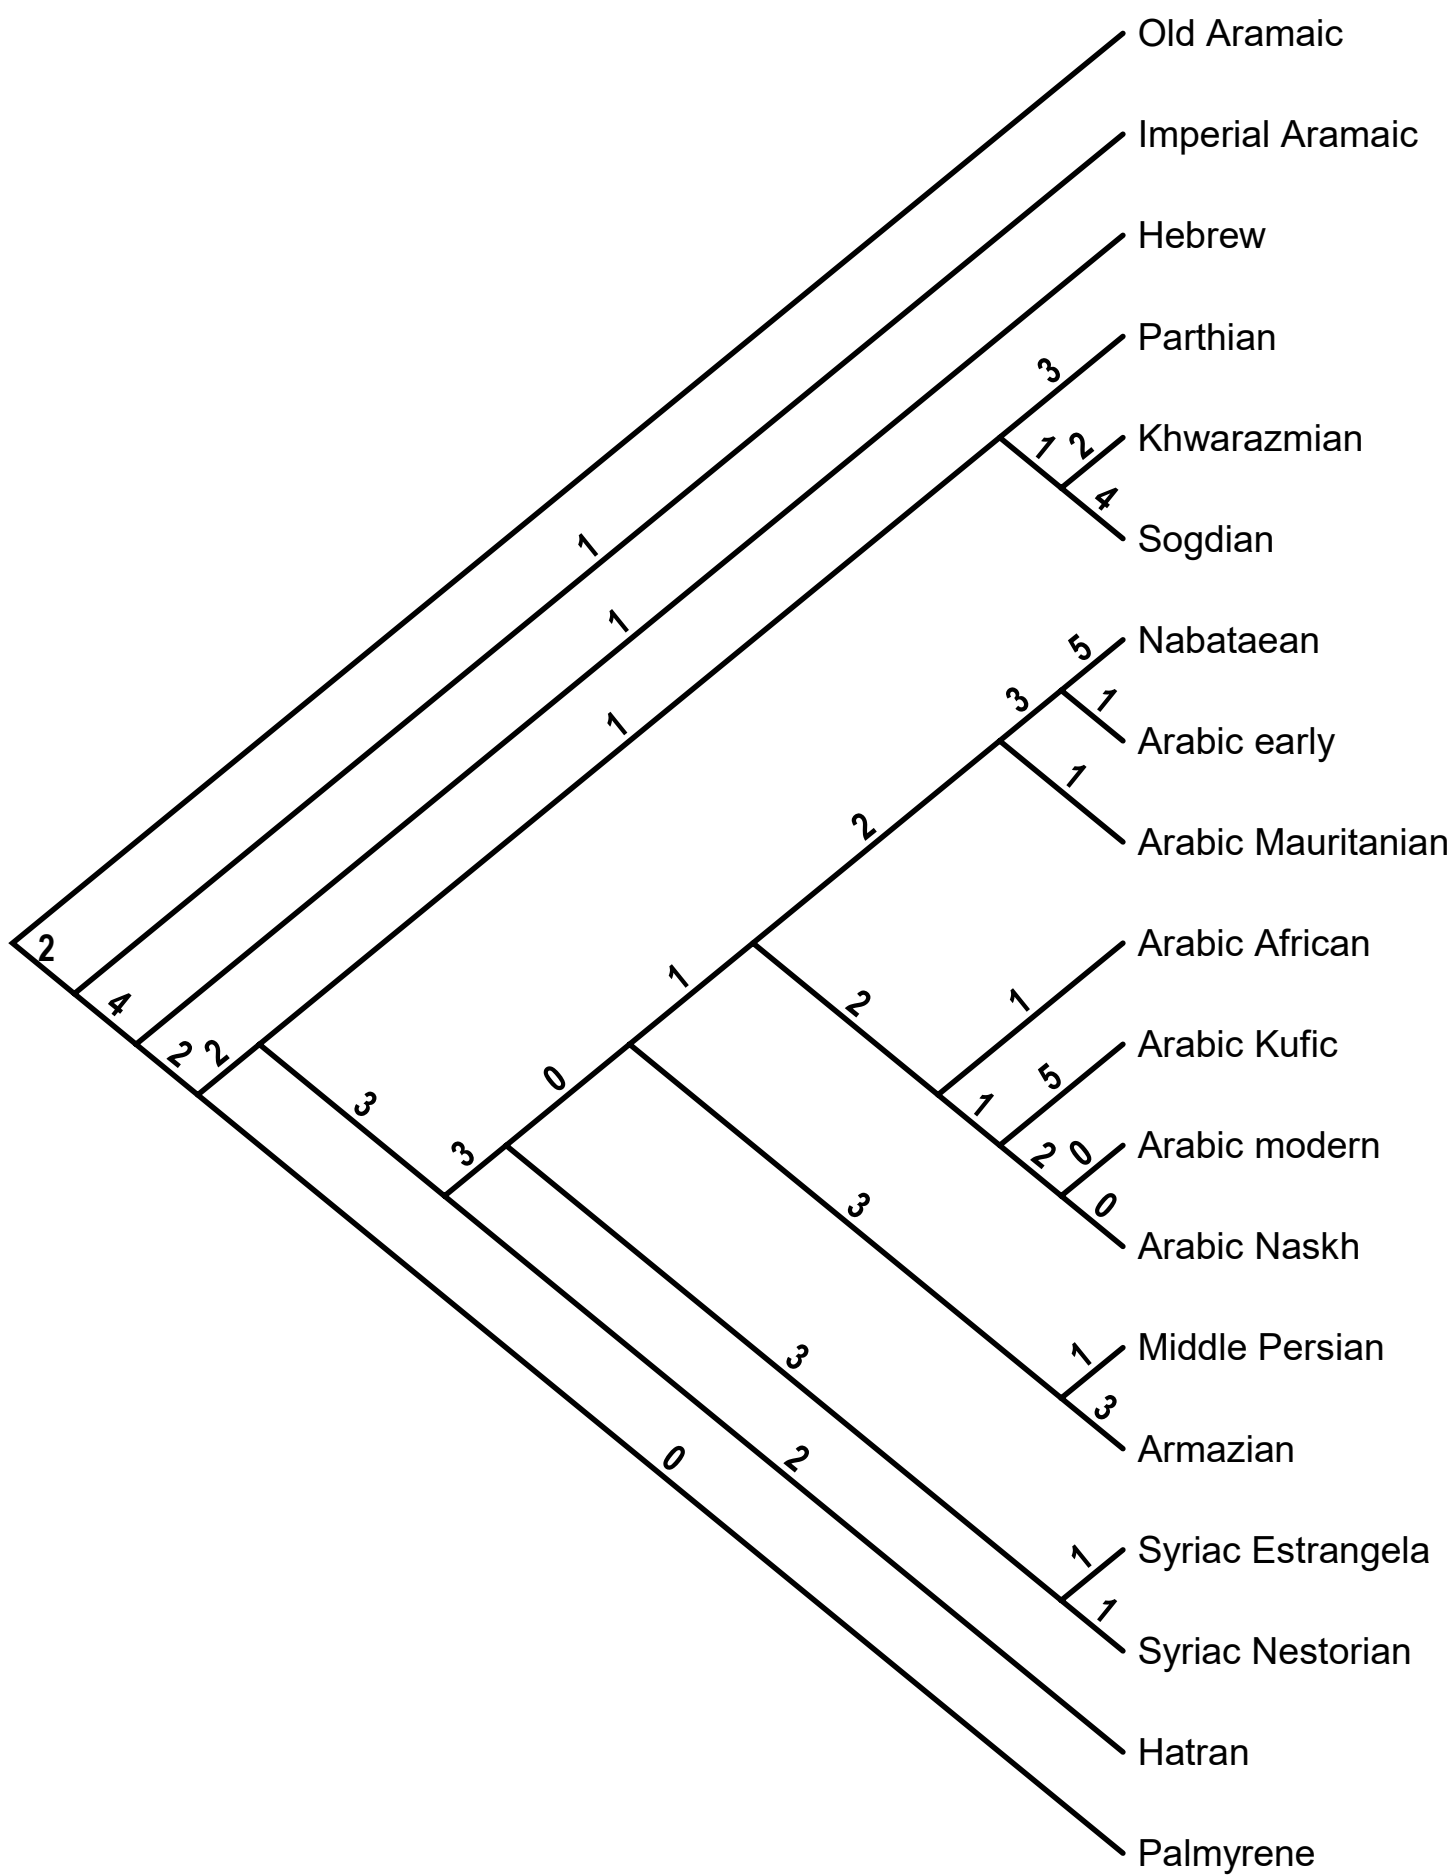 Old Aramaic
Imperial Aramaic
Hebrew
Parthian
3
Khwarazmian
1 2
4
Sogdian
1
1
Nabataean
5
3
1
1
Arabic early
1
2
Arabic Mauritanian
2
Arabic African
1
4
2
1
2 2
Arabic Kufic
0
5
3
1
3
Arabic modern
2 0
0
3
Arabic Naskh
Middle Persian
1
3
3
Armazian
0
2
Syriac Estrangela
1
1
Syriac Nestorian
Hatran
Palmyrene